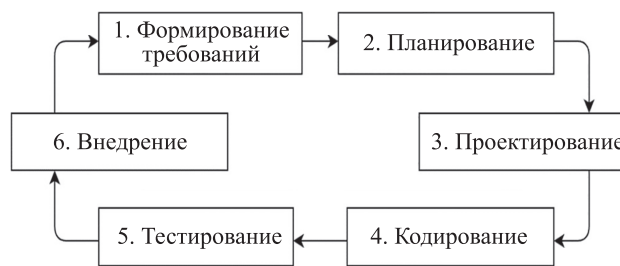 1. Формирование
требований
2. Планирование
3. Проектирование
4. Кодирование
5. Тестирование
6. Внедрение